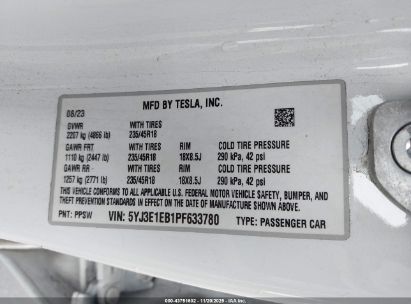 MFD BY TESLA, INC.
08/23
GVWR WITH TIRES
2207 kg (4866 lb) 235/45R18
GAWR FRT WITH TIRES RIM COLD TIRE PRESSURE
1110 kg (2447 lb) 235/45R18 18X8.5J 290 kPa, 42 psi
GAWR RR WITH TIRES RIM COLD TIRE PRESSURE
1257 kg (2771 lb) 235/45R18 18X8.5J 290 kPa, 42 psi
THIS VEHICLE CONFORMS TO ALL APPLICABLE U.S. FEDERAL MOTOR VEHICLE SAFETY, BUMPER, AND
THEFT PREVENTION STANDARDS IN EFFECT ON THE DATE OF MANUFACTURE SHOWN ABOVE.
PNT: PPSW VIN: 5YJ3E1EB1PF633780 TYPE: PASSENGER CAR